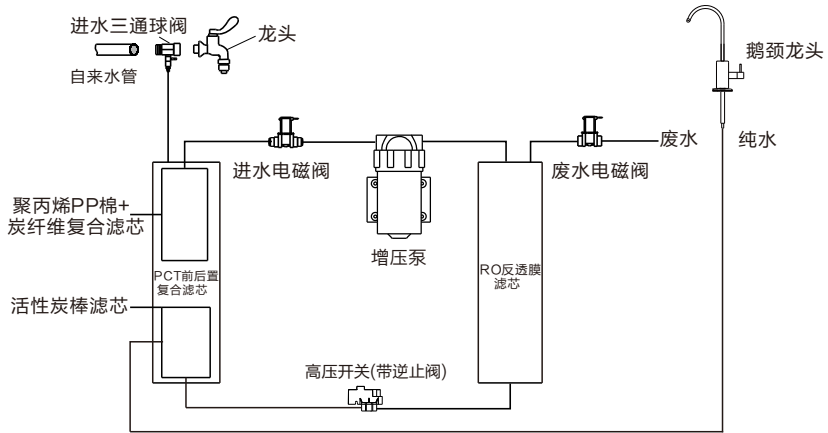 进水三通球阀
龙头
自来水管
鹅颈龙头
废水
纯水
进水电磁阀
废水电磁阀
聚丙烯PP棉+
炭纤维复合滤芯
增压泵
PCT前后置
复合滤芯
RO反透膜
滤芯
活性炭棒滤芯
高压开关(带逆止阀)